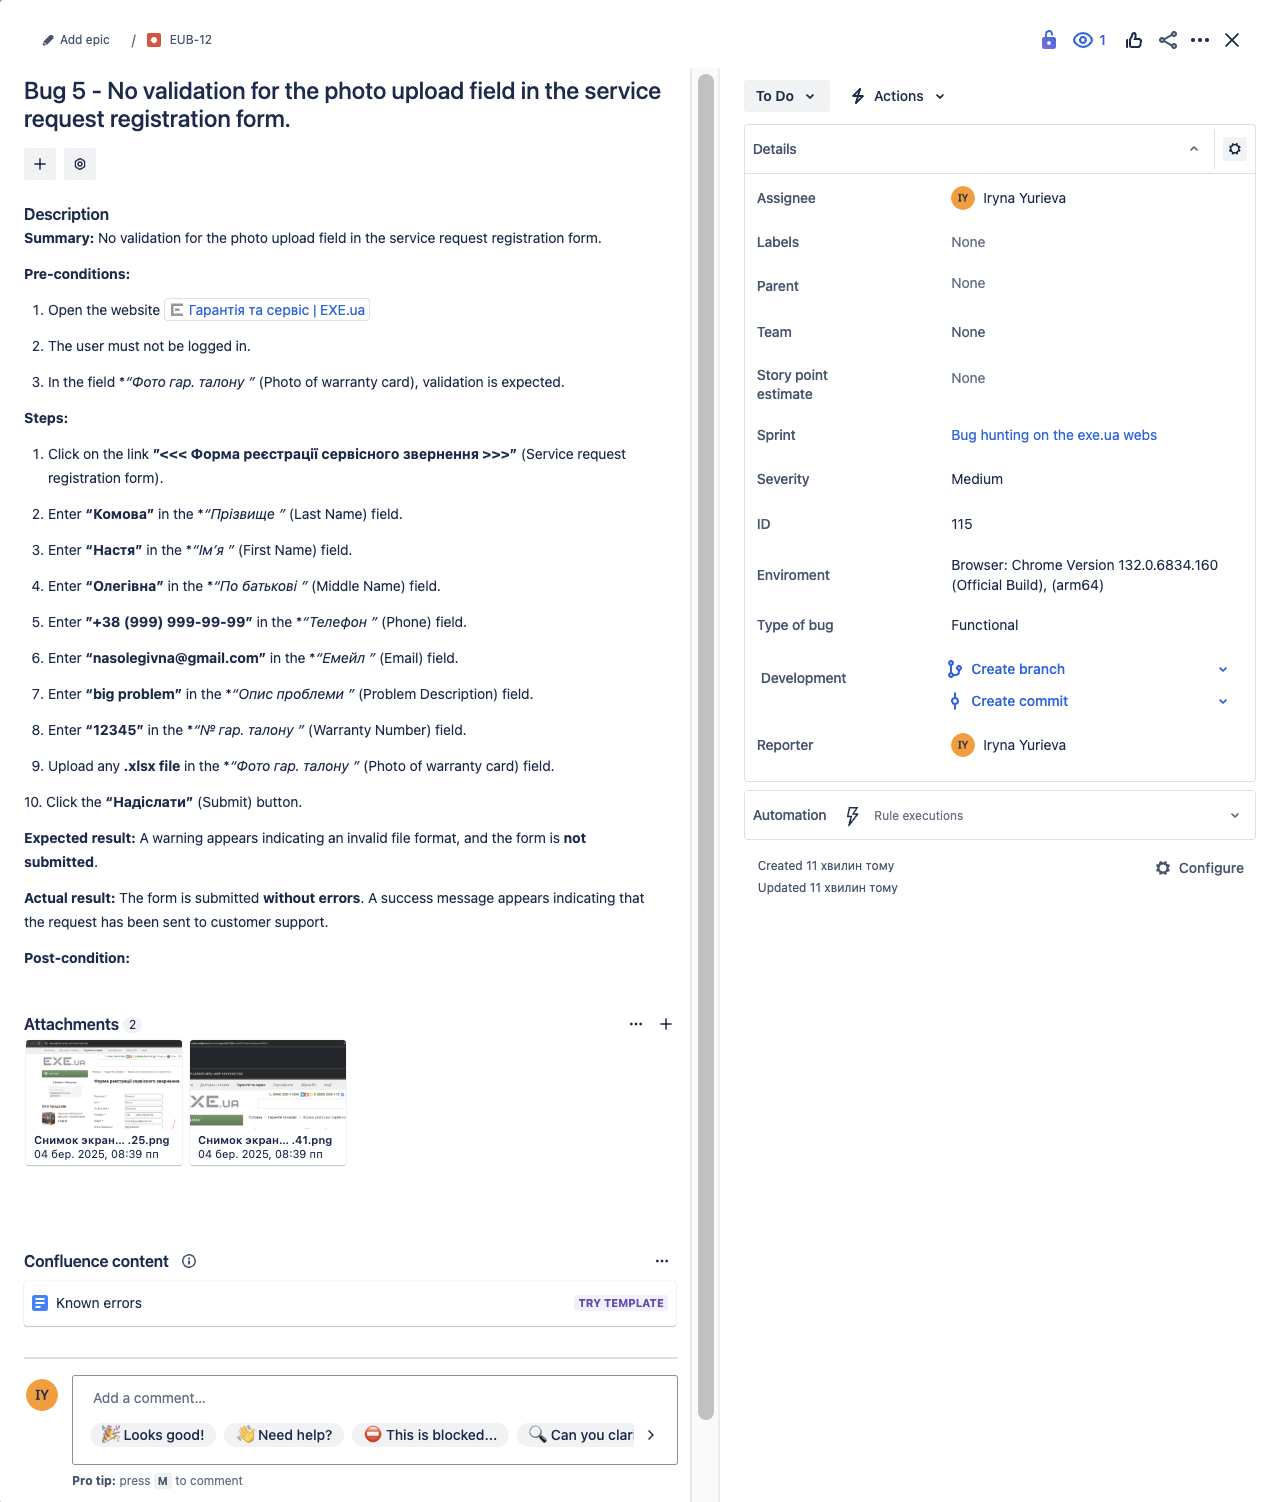 Add epic / EUB-12
1
Bug 5 - No validation for the photo upload field in the service
request registration form.
Description
Summary: No validation for the photo upload field in the service request registration form.
Pre-conditions:
1. Open the website Гарантія та сервіс | EXE.ua
2. The user must not be logged in.
3. In the field *“Фото гар. талону ” (Photo of warranty card), validation is expected.
Steps:
1. Click on the link ”<<< Форма реєстрації сервісного звернення >>>” (Service request
registration form).
2. Enter “Комова” in the *“Прізвище ” (Last Name) field.
3. Enter “Настя” in the *“Ім’я ” (First Name) field.
4. Enter “Олегівна” in the *“По батькові ” (Middle Name) field.
5. Enter ”+38 (999) 999-99-99” in the *“Телефон ” (Phone) field.
6. Enter “nasolegivna@gmail.com” in the *“Емейл ” (Email) field.
7. Enter “big problem” in the *“Опис проблеми ” (Problem Description) field.
8. Enter “12345” in the *“№ гар. талону ” (Warranty Number) field.
9. Upload any .xlsx file in the *“Фото гар. талону ” (Photo of warranty card) field.
10. Click the “Надіслати” (Submit) button.
Expected result: A warning appears indicating an invalid file format, and the form is not
submitted.
Actual result: The form is submitted without errors. A success message appears indicating that
the request has been sent to customer support.
Post-condition:
Attachments 2
EXE.UA
Форма реєстрації сервісного звернення
Снимок экран... .25.png
04 бер. 2025, 08:39 пп
XE.UA
Снимок экран... .41.png
04 бер. 2025, 08:39 пп
Confluence content
Known errors TRY TEMPLATE
IY
Add a comment…
Looks good! Need help? This is blocked... Can you clari
Pro tip: press M to comment
To Do Actions
Details
Assignee IY Iryna Yurieva
Labels None
Parent None
Team None
Story point
estimate None
Sprint Bug hunting on the exe.ua webs
Severity Medium
ID 115
Enviroment Browser: Chrome Version 132.0.6834.160
(Official Build), (arm64)
Type of bug Functional
Development Create branch
Create commit
Reporter IY Iryna Yurieva
Automation Rule executions
Created 11 хвилин тому
Updated 11 хвилин тому
Configure